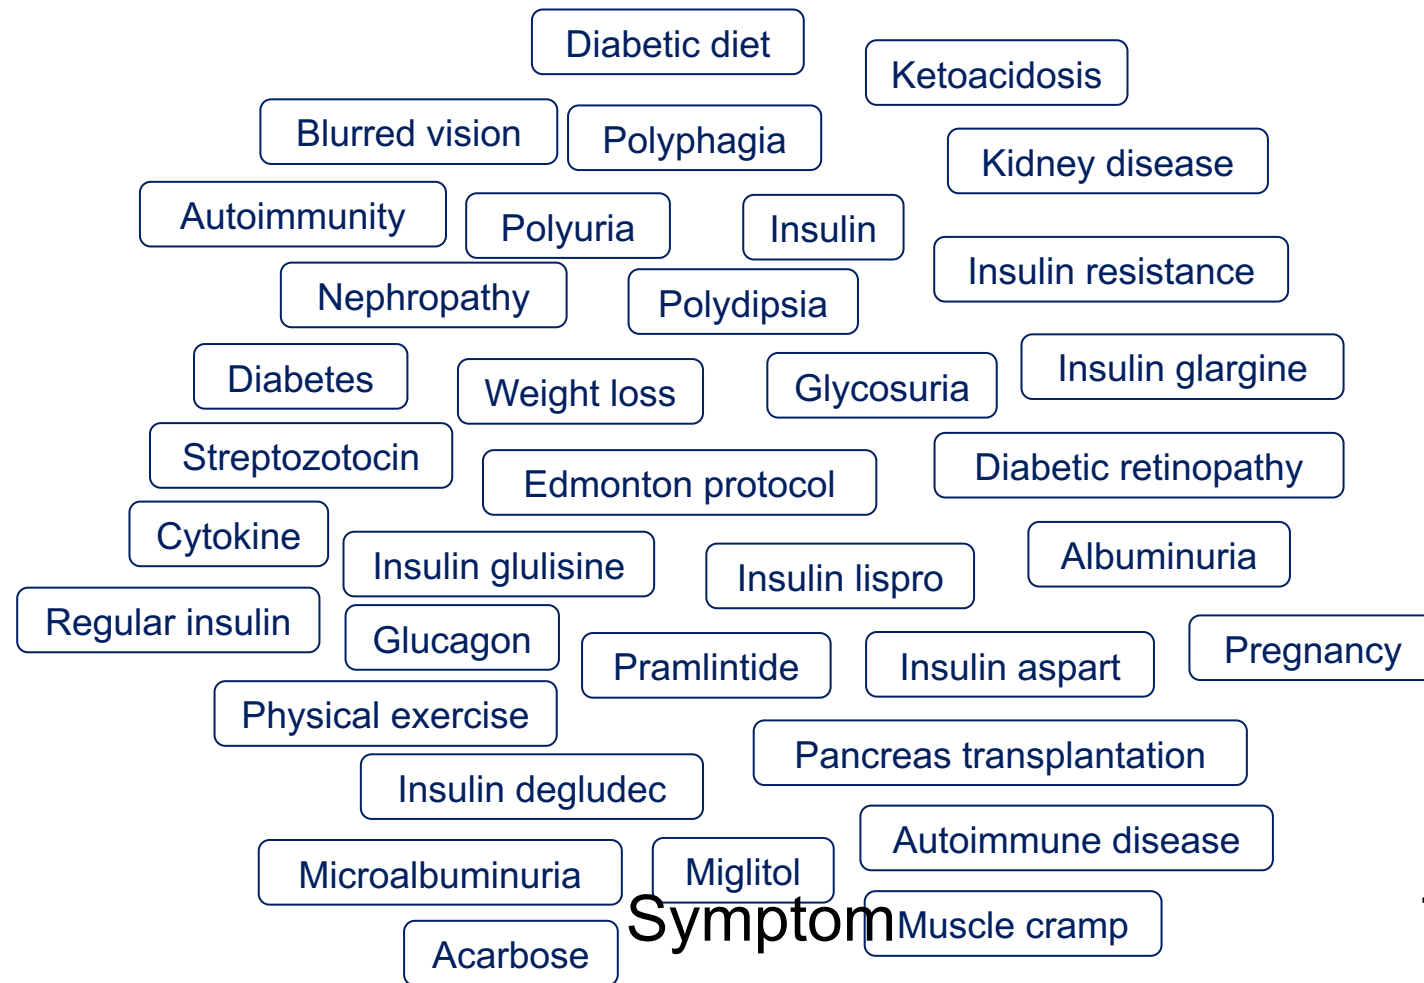 Diabetic diet
Ketoacidosis
Blurred vision
Polyphagia
Kidney disease
Autoimmunity
Polyuria
Insulin
Insulin resistance
Nephropathy
Polydipsia
Diabetes
Weight loss
Glycosuria
Insulin glargine
Streptozotocin
Edmonton protocol
Diabetic retinopathy
Cytokine
Insulin glulisine
Insulin lispro
Albuminuria
Regular insulin
Glucagon
Pramlintide
Insulin aspart
Pregnancy
Physical exercise
Pancreas transplantation
Insulin degludec
Autoimmune disease
Microalbuminuria
Miglitol
Symptom
Muscle cramp
Acarbose